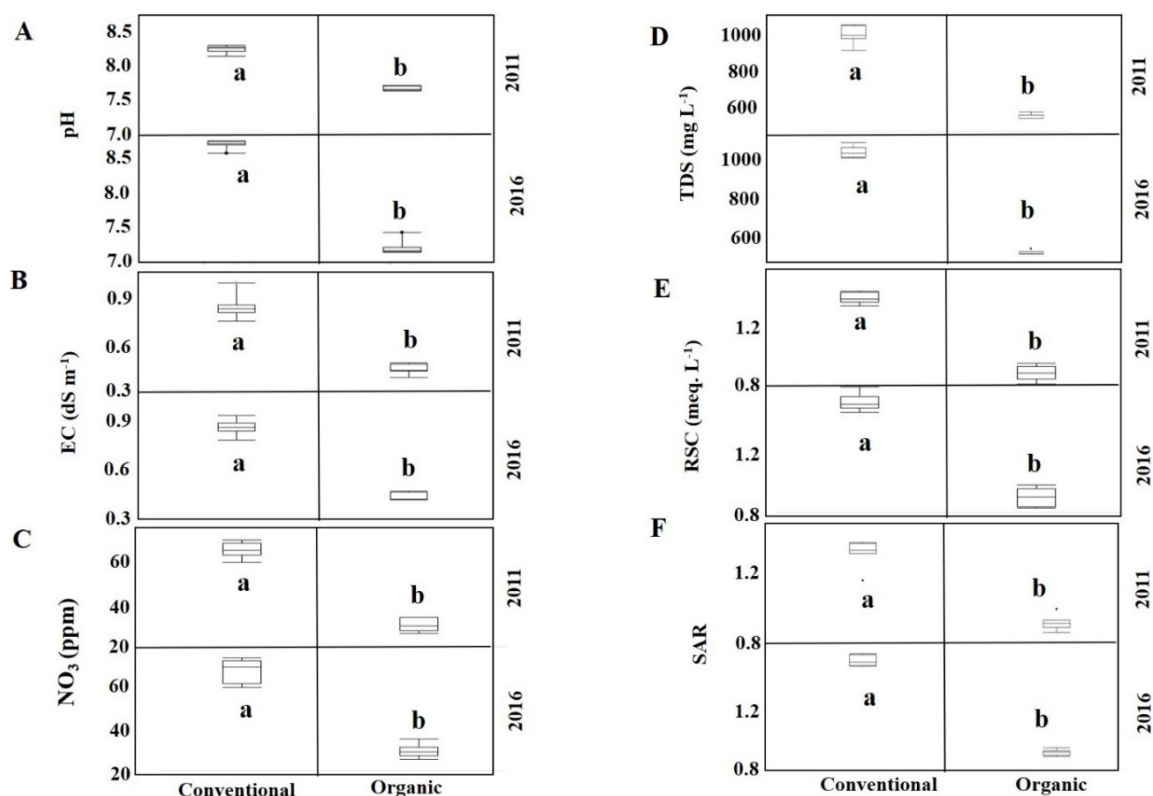 A
pH
8.5
8.0
7.5
7.0
a
b
2011
8.5
8.0
7.5
7.0
a
b
2016
B
EC (dS m⁻¹)
0.9
0.6
0.3
a
b
2011
0.9
0.6
0.3
a
b
2016
C
NO₃ (ppm)
60
40
20
a
b
2011
60
40
20
a
b
2016
Conventional Organic
D
TDS (mg L⁻¹)
1000
800
600
a
b
2011
1000
800
600
a
b
2016
E
RSC (meq. L⁻¹)
1.2
0.8
a
b
2011
1.2
0.8
a
b
2016
F
SAR
1.2
0.8
a
b
2011
1.2
0.8
a
b
2016
Conventional Organic